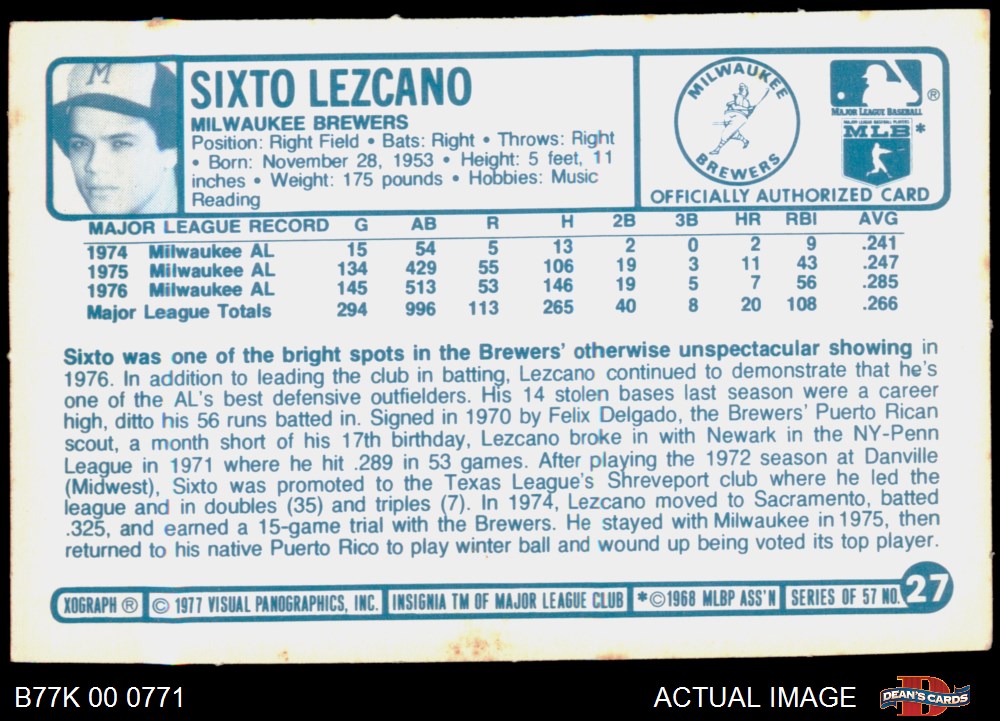 M
SIXTO LEZCANO
MILWAUKEE BREWERS
Position: Right Field • Bats: Right • Throws: Right
• Born: November 28, 1953 • Height: 5 feet, 11
inches • Weight: 175 pounds • Hobbies: Music
Reading
MILWAUKEE
BREWERS
®
MAJOR LEAGUE BASEBALL
MLB*
OFFICIALLY AUTHORIZED CARD
MAJOR LEAGUE RECORD G AB R H 2B 3B HR RBI AVG
1974 Milwaukee AL 15 54 5 13 2 0 2 9 .241
1975 Milwaukee AL 134 429 55 106 19 3 11 43 .247
1976 Milwaukee AL 145 513 53 146 19 5 7 56 .285
Major League Totals 294 996 113 265 40 8 20 108 .266
Sixto was one of the bright spots in the Brewers' otherwise unspectacular showing in
1976. In addition to leading the club in batting, Lezcano continued to demonstrate that he's
one of the AL's best defensive outfielders. His 14 stolen bases last season were a career
high, ditto his 56 runs batted in. Signed in 1970 by Felix Delgado, the Brewers' Puerto Rican
scout, a month short of his 17th birthday, Lezcano broke in with Newark in the NY-Penn
League in 1971 where he hit .289 in 53 games. After playing the 1972 season at Danville
(Midwest), Sixto was promoted to the Texas League's Shreveport club where he led the
league and in doubles (35) and triples (7). In 1974, Lezcano moved to Sacramento, batted
.325, and earned a 15-game trial with the Brewers. He stayed with Milwaukee in 1975, then
returned to his native Puerto Rico to play winter ball and wound up being voted its top player.
XOGRAPH ® © 1977 VISUAL PANOGRAPHICS, INC. INSIGNIA TM OF MAJOR LEAGUE CLUB *©1968 MLBP ASS'N SERIES OF 57 NO. 27
B77K 00 0771
ACTUAL IMAGE
D
DEAN'S CARDS